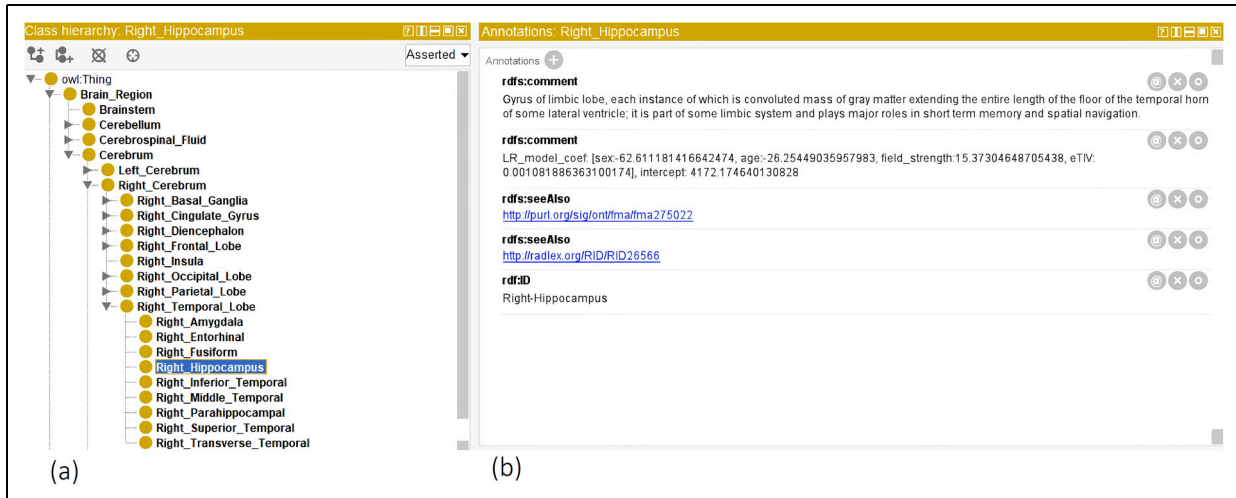 Class hierarchy: Right_Hippocampus
Asserted
owl:Thing
Brain_Region
Brainstem
Cerebellum
Cerebrospinal_Fluid
Cerebrum
Left_Cerebrum
Right_Cerebrum
Right_Basal_Ganglia
Right_Cingulate_Gyrus
Right_Diencephalon
Right_Frontal_Lobe
Right_Insula
Right_Occipital_Lobe
Right_Parietal_Lobe
Right_Temporal_Lobe
Right_Amygdala
Right_Entorhinal
Right_Fusiform
Right_Hippocampus
Right_Inferior_Temporal
Right_Middle_Temporal
Right_Parahippocampal
Right_Superior_Temporal
Right_Transverse_Temporal
(a)
Annotations: Right_Hippocampus
Annotations
rdfs:comment
Gyrus of limbic lobe, each instance of which is convoluted mass of gray matter extending the entire length of the floor of the temporal horn
of some lateral ventricle; it is part of some limbic system and plays major roles in short term memory and spatial navigation.
rdfs:comment
LR_model_coef: [sex:-62.611181416642474, age:-26.25449035957983, field_strength:15.37304648705438, eTIV:
0.001081886363100174], intercept: 4172.174640130828
rdfs:seeAlso
http://purl.org/sig/ont/fma/fma275022
rdfs:seeAlso
http://radlex.org/RID/RID26566
rdf:ID
Right-Hippocampus
(b)